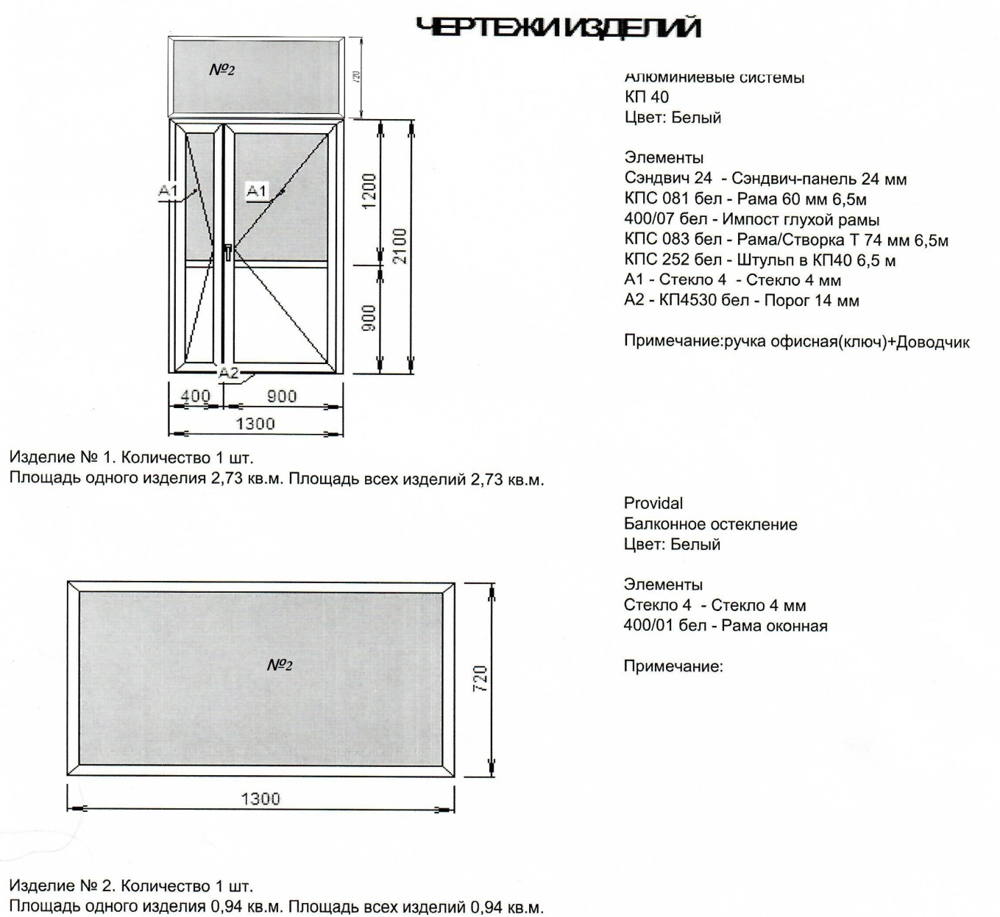 ЧЕРТЕЖИ ИЗДЕЛИЙ
№2
720
A1
A1
1200
2100
900
A2
400
900
1300
Алюминиевые системы
КП 40
Цвет: Белый
Элементы
Сэндвич 24 - Сэндвич-панель 24 мм
КПС 081 бел - Рама 60 мм 6,5м
400/07 бел - Импост глухой рамы
КПС 083 бел - Рама/Створка Т 74 мм 6,5м
КПС 252 бел - Штульп в КП40 6,5 м
А1 - Стекло 4 - Стекло 4 мм
А2 - КП4530 бел - Порог 14 мм
Примечание:ручка офисная(ключ)+Доводчик
Изделие № 1. Количество 1 шт.
Площадь одного изделия 2,73 кв.м. Площадь всех изделий 2,73 кв.м.
№2
720
1300
Providal
Балконное остекление
Цвет: Белый
Элементы
Стекло 4 - Стекло 4 мм
400/01 бел - Рама оконная
Примечание:
Изделие № 2. Количество 1 шт.
Площадь одного изделия 0,94 кв.м. Площадь всех изделий 0,94 кв.м.